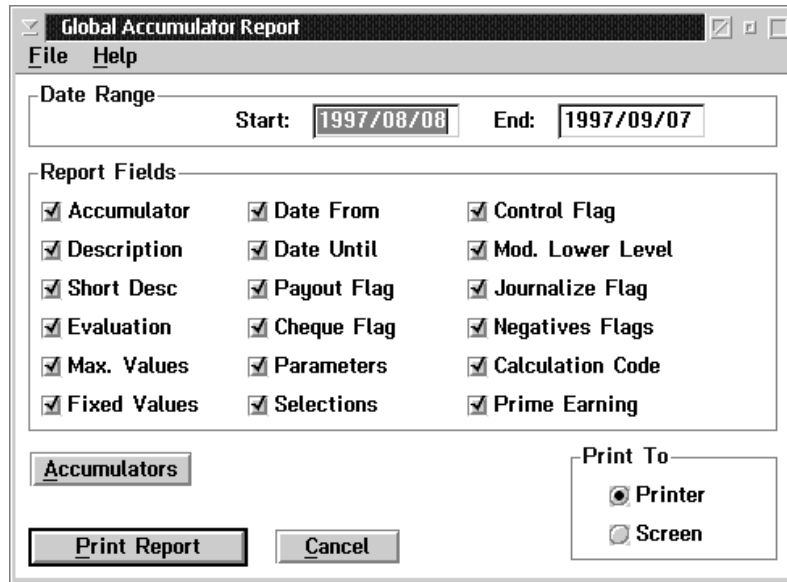 Global Accumulator Report
File Help
Date Range
Start: 1997/08/08 End: 1997/09/07
Report Fields
Accumulator Date From Control Flag
Description Date Until Mod. Lower Level
Short Desc Payout Flag Journalize Flag
Evaluation Cheque Flag Negatives Flags
Max. Values Parameters Calculation Code
Fixed Values Selections Prime Earning
Accumulators
Print To
Printer
Screen
Print Report Cancel